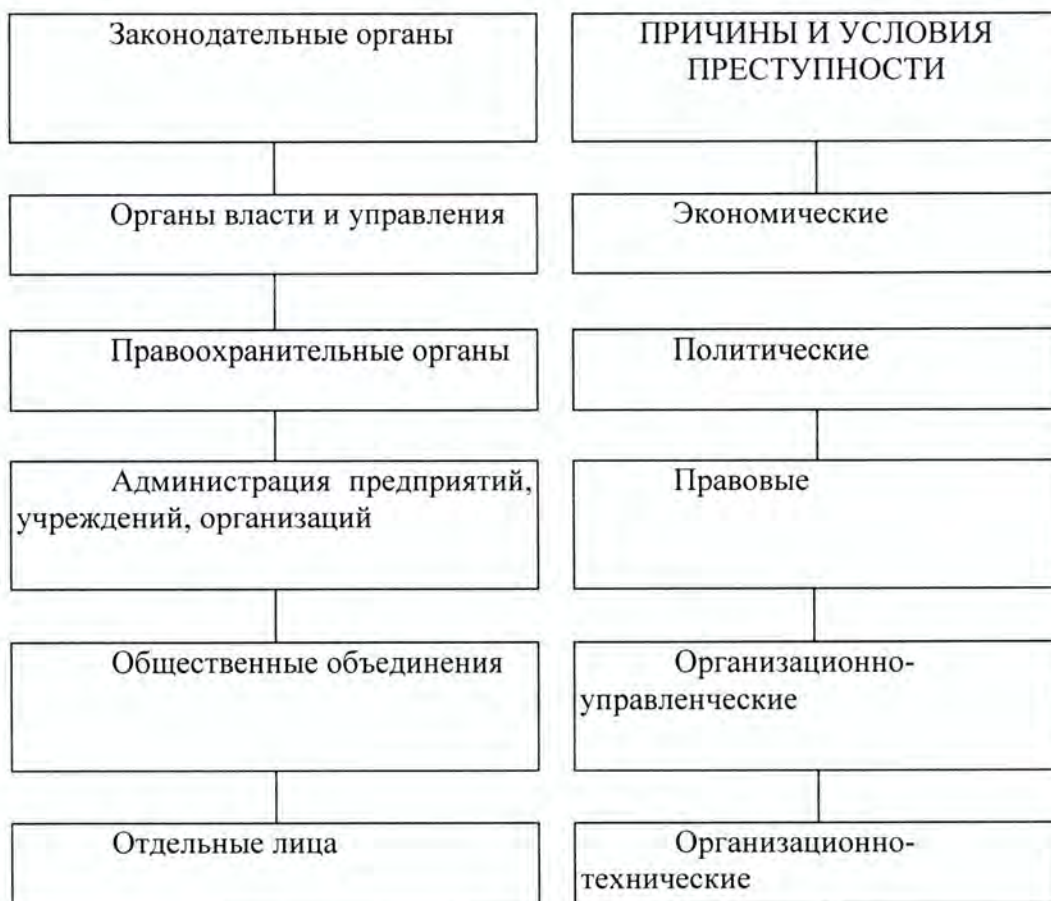 Законодательные органы
Органы власти и управления
Правоохранительные органы
Администрация предприятий,
учреждений, организаций
Общественные объединения
Отдельные лица
ПРИЧИНЫ И УСЛОВИЯ
ПРЕСТУПНОСТИ
Экономические
Политические
Правовые
Организационно-
управленческие
Организационно-
технические